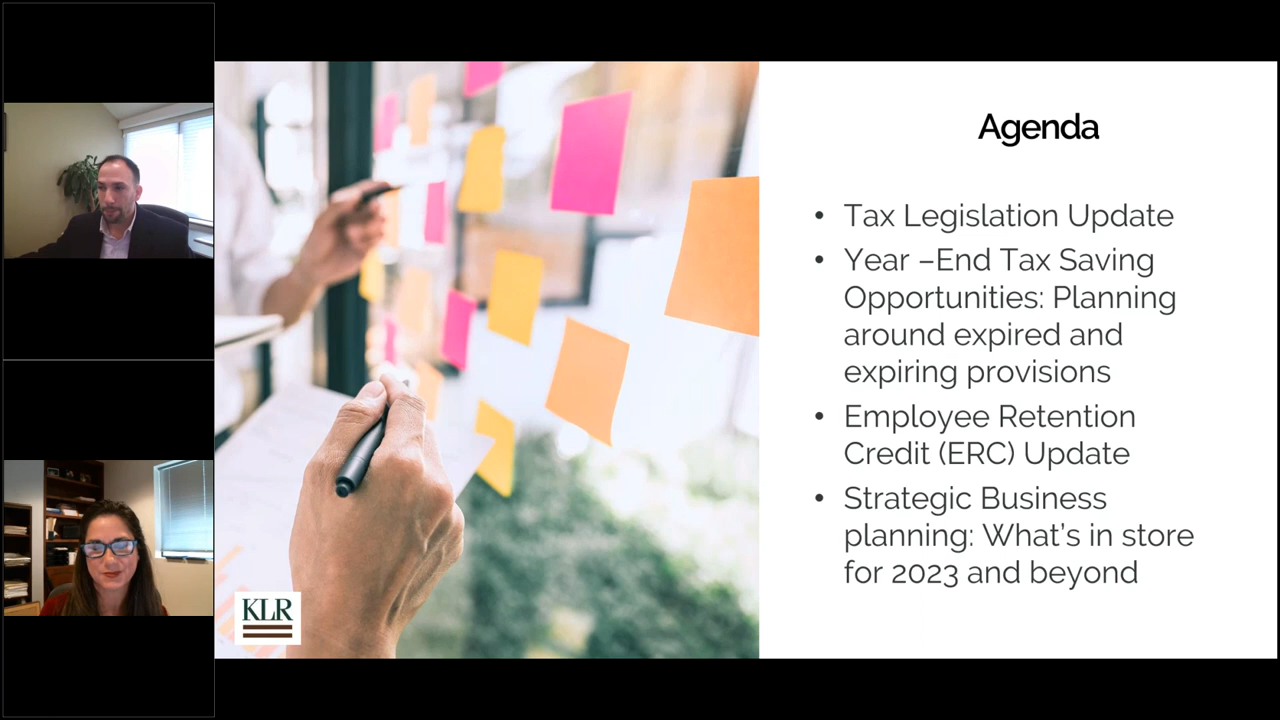 Agenda
• Tax Legislation Update
• Year –End Tax Saving
Opportunities: Planning
around expired and
expiring provisions
• Employee Retention
Credit (ERC) Update
• Strategic Business
planning: What's in store
for 2023 and beyond
KLR